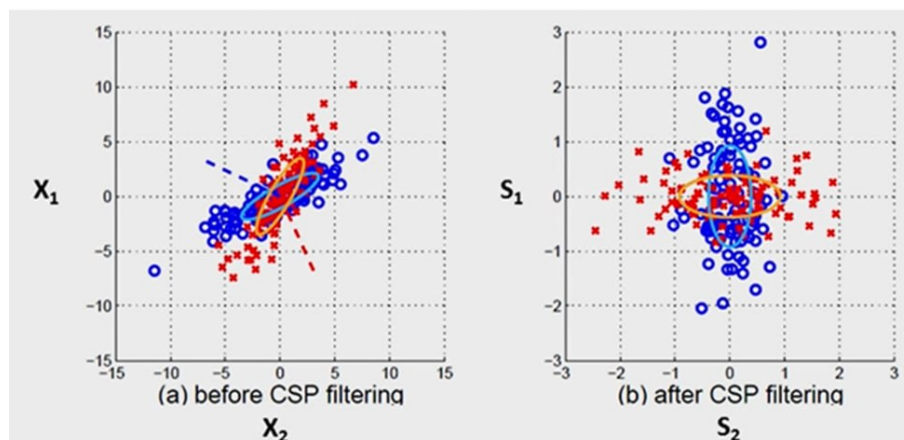 15
10
5
X₁
0
−5
−10
−15
−15 −10 −5 0 5 10 15
(a) before CSP filtering
X₂
3
2
1
S₁
0
−1
−2
−3
−3 −2 −1 0 1 2 3
(b) after CSP filtering
S₂